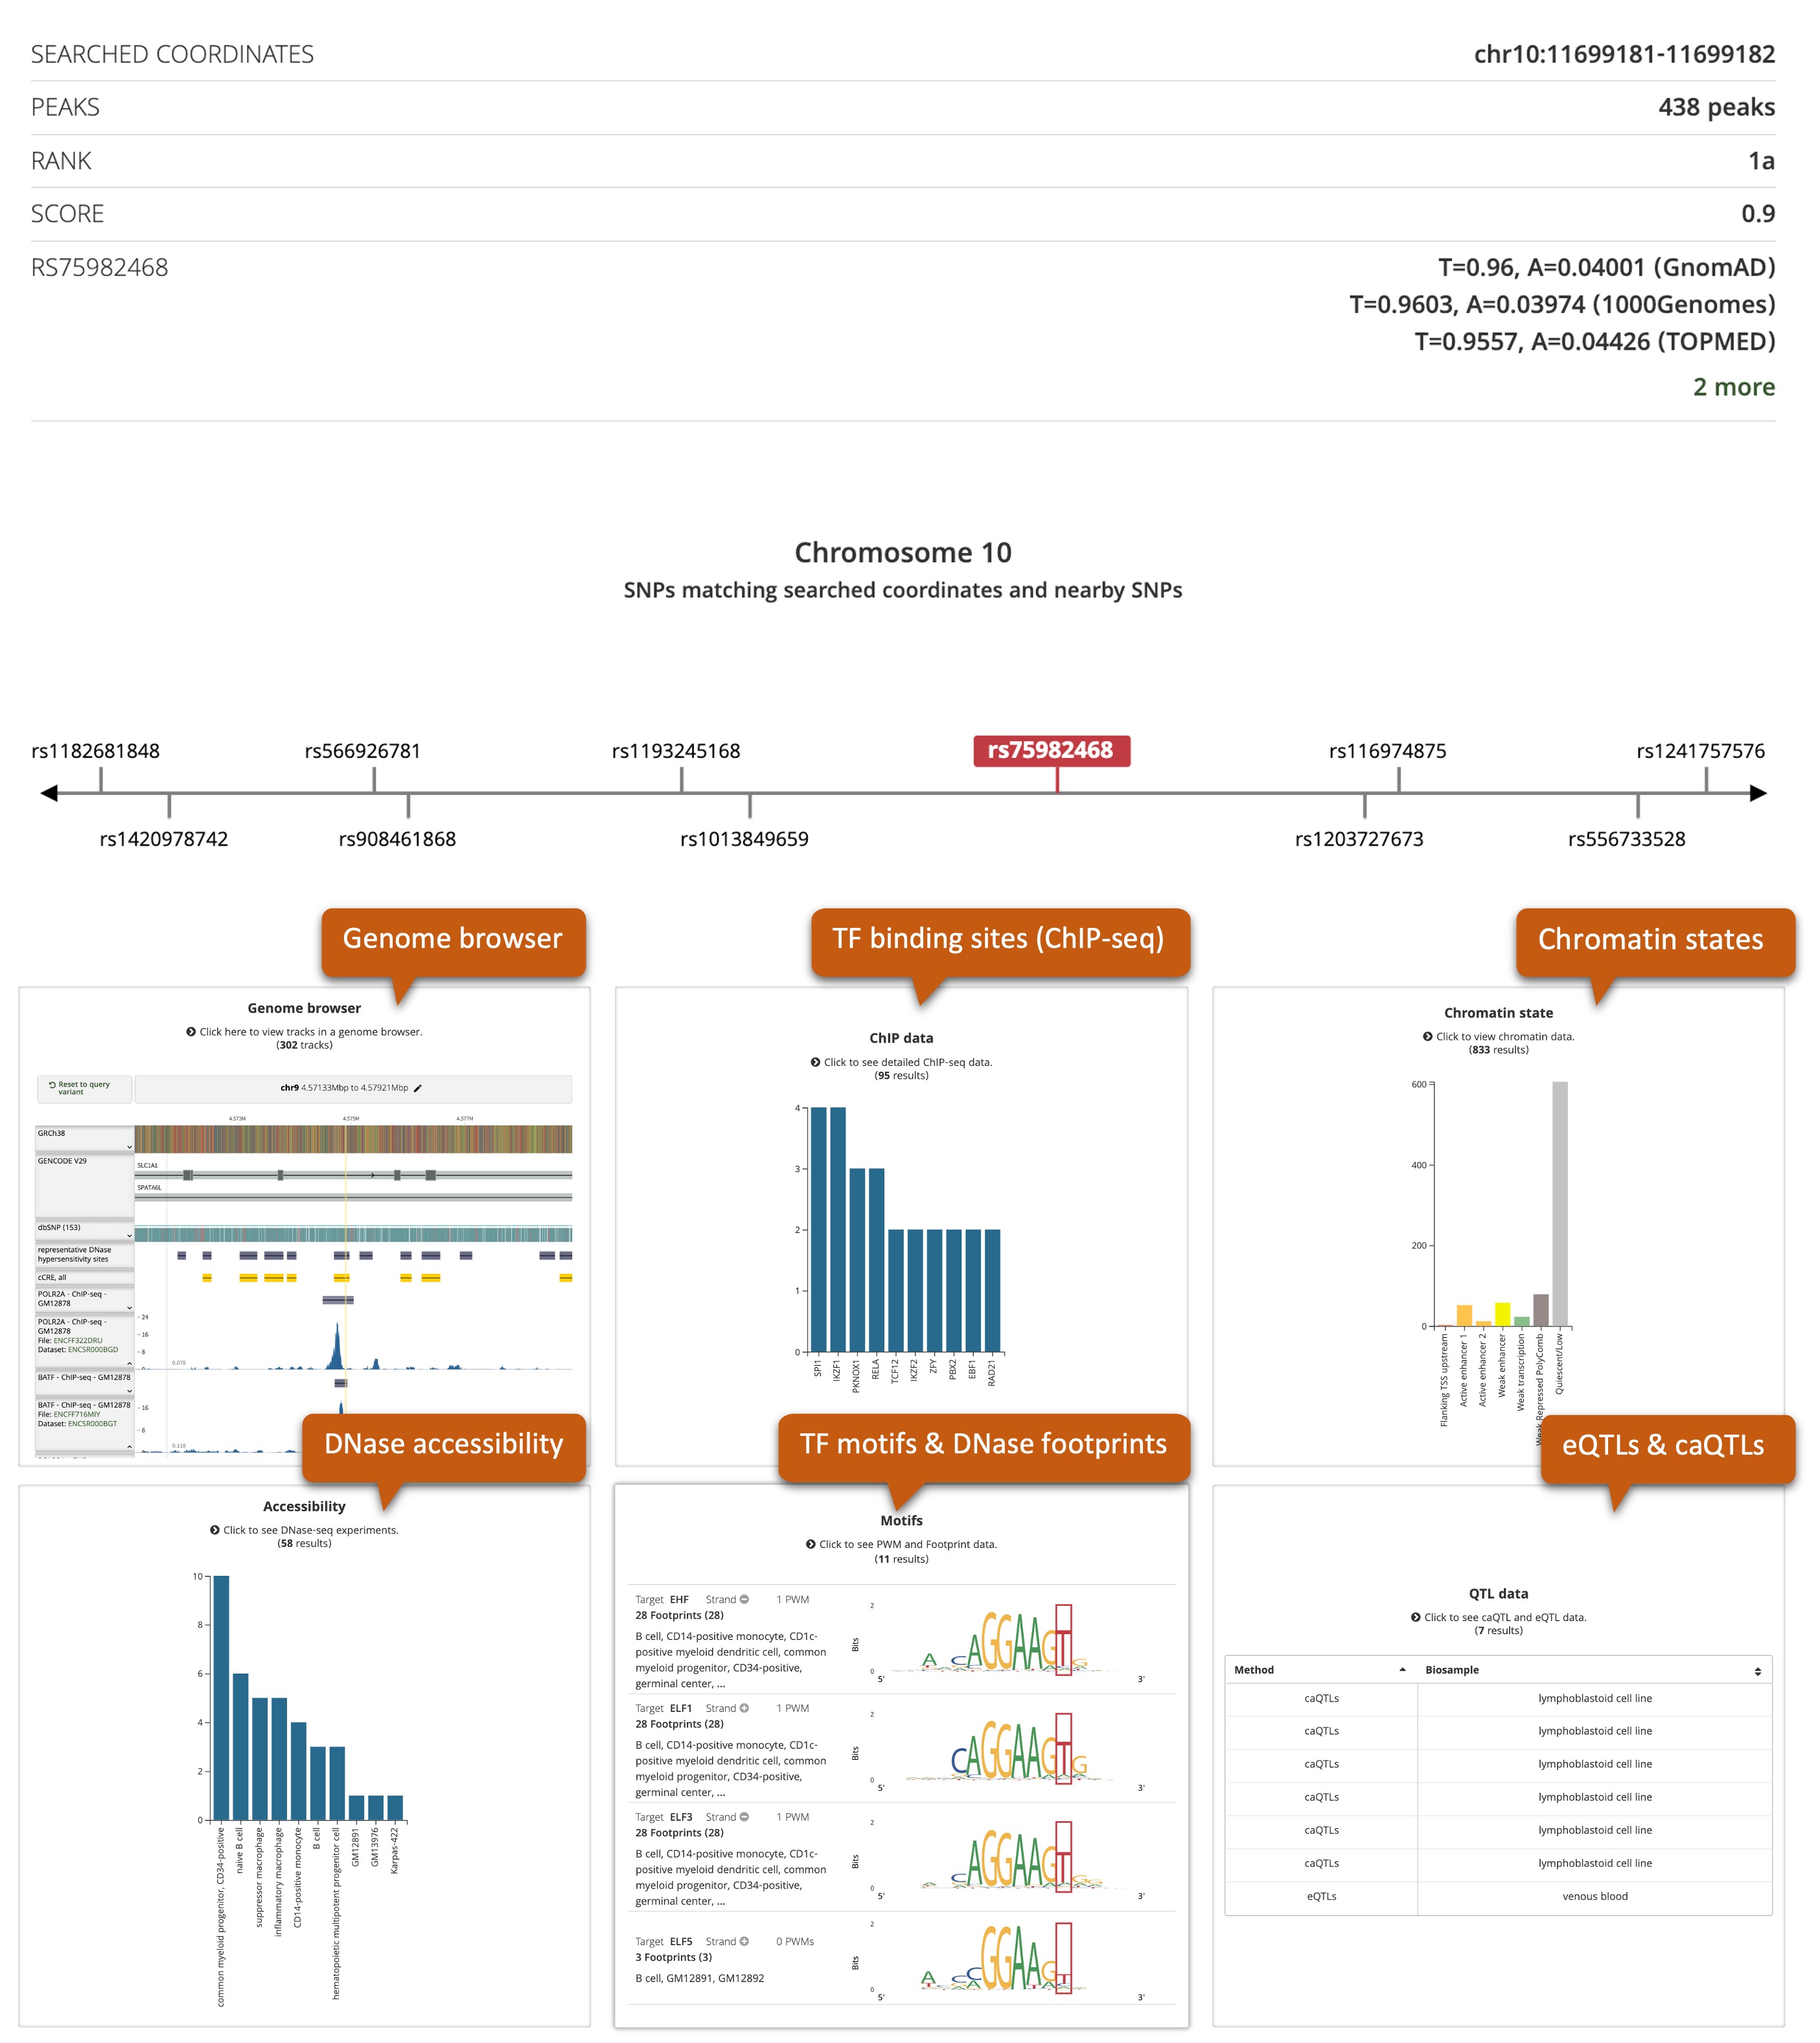 SEARCHED COORDINATES chr10:11699181-11699182
PEAKS 438 peaks
RANK 1a
SCORE 0.9
RS75982468 T=0.96, A=0.04001 (GnomAD)
T=0.9603, A=0.03974 (1000Genomes)
T=0.9557, A=0.04426 (TOPMED)
2 more
Chromosome 10
SNPs matching searched coordinates and nearby SNPs
rs1182681848 rs566926781 rs1193245168 rs75982468 rs116974875 rs1241757576
rs1420978742 rs908461868 rs1013849659 rs1203727673 rs556733528
Genome browser
Genome browser
Click here to view tracks in a genome browser.
(302 tracks)
Reset to query
variant
chr9 4.57133Mbp to 4.57921Mbp
4.573M 4.575M 4.577M
GRCh38
GENCODE V29
SLC1A1
SPATA6L
dbSNP (153)
representative DNase
hypersensitivity sites
cCRE, all
POLR2A - ChIP-seq -
GM12878
POLR2A - ChIP-seq -
GM12878
File: ENCFF322DRU
Dataset: ENCSR000BGD
24
16
8
0
0.078
BATF - ChIP-seq - GM12878
BATF - ChIP-seq - GM12878
File: ENCFF716MIY
Dataset: ENCSR000BGT
16
8
0.118
TF binding sites (ChIP-seq)
ChIP data
Click to see detailed ChIP-seq data.
(95 results)
4
3
2
1
0
SPI1
IKZF1
PKNOX1
RELA
TCF12
IKZF2
ZFY
PBX2
EBF1
RAD21
Chromatin states
Chromatin state
Click to view chromatin data.
(833 results)
600
400
200
0
Flanking TSS upstream
Active enhancer 1
Active enhancer 2
Weak enhancer
Weak transcription
Weak Repressed PolyComb
Quiescent/Low
DNase accessibility
Accessibility
Click to see DNase-seq experiments.
(58 results)
10
8
6
4
2
0
common myeloid progenitor, CD34-positive
naive B cell
suppressor macrophage
inflammatory macrophage
CD14-positive monocyte
B cell
hematopoietic multipotent progenitor cell
GM12891
GM13976
Karpas-422
TF motifs & DNase footprints
Motifs
Click to see PWM and Footprint data.
(11 results)
Target EHF Strand 1 PWM
28 Footprints (28)
B cell, CD14-positive monocyte, CD1c-
positive myeloid dendritic cell, common
myeloid progenitor, CD34-positive,
germinal center, ...
2
Bits
0
5' 3'
ACAGGAAGTG
Target ELF1 Strand 1 PWM
28 Footprints (28)
B cell, CD14-positive monocyte, CD1c-
positive myeloid dendritic cell, common
myeloid progenitor, CD34-positive,
germinal center, ...
2
Bits
0
5' 3'
CAGGAAGTG
Target ELF3 Strand 1 PWM
28 Footprints (28)
B cell, CD14-positive monocyte, CD1c-
positive myeloid dendritic cell, common
myeloid progenitor, CD34-positive,
germinal center, ...
2
Bits
0
5' 3'
CAGGAAGT
Target ELF5 Strand 0 PWMs
3 Footprints (3)
B cell, GM12891, GM12892
2
Bits
0
5' 3'
ACCGGAAGT
eQTLs & caQTLs
QTL data
Click to see caQTL and eQTL data.
(7 results)
Method Biosample
caQTLs lymphoblastoid cell line
caQTLs lymphoblastoid cell line
caQTLs lymphoblastoid cell line
caQTLs lymphoblastoid cell line
caQTLs lymphoblastoid cell line
caQTLs lymphoblastoid cell line
eQTLs venous blood